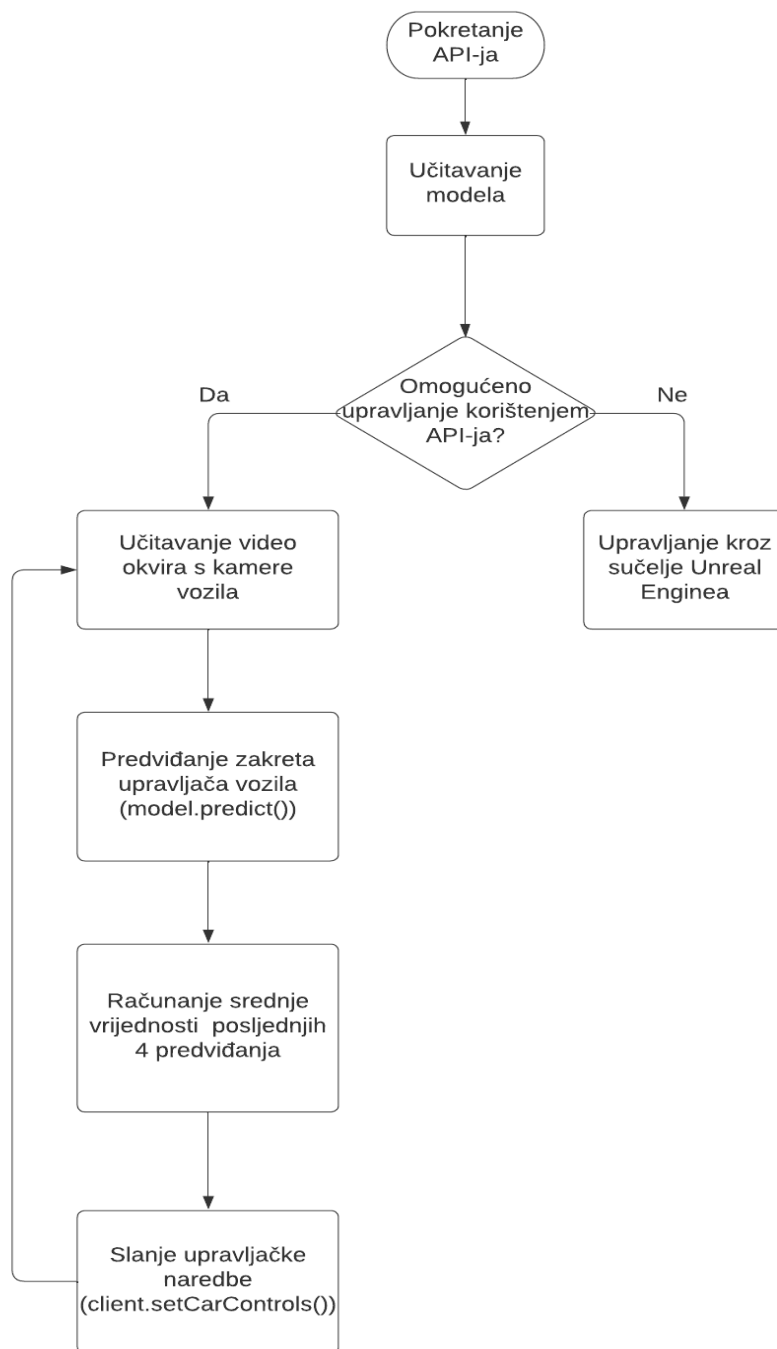 Pokretanje
API-ja
Učitavanje
modela
Omogućeno
upravljanje korištenjem
API-ja?
Da
Ne
Učitavanje video
okvira s kamere
vozila
Upravljanje kroz
sučelje Unreal
Enginea
Predviđanje zakreta
upravljača vozila
(model.predict())
Računanje srednje
vrijednosti  posljednjih
4 predviđanja
Slanje upravljačke
naredbe
(client.setCarControls())